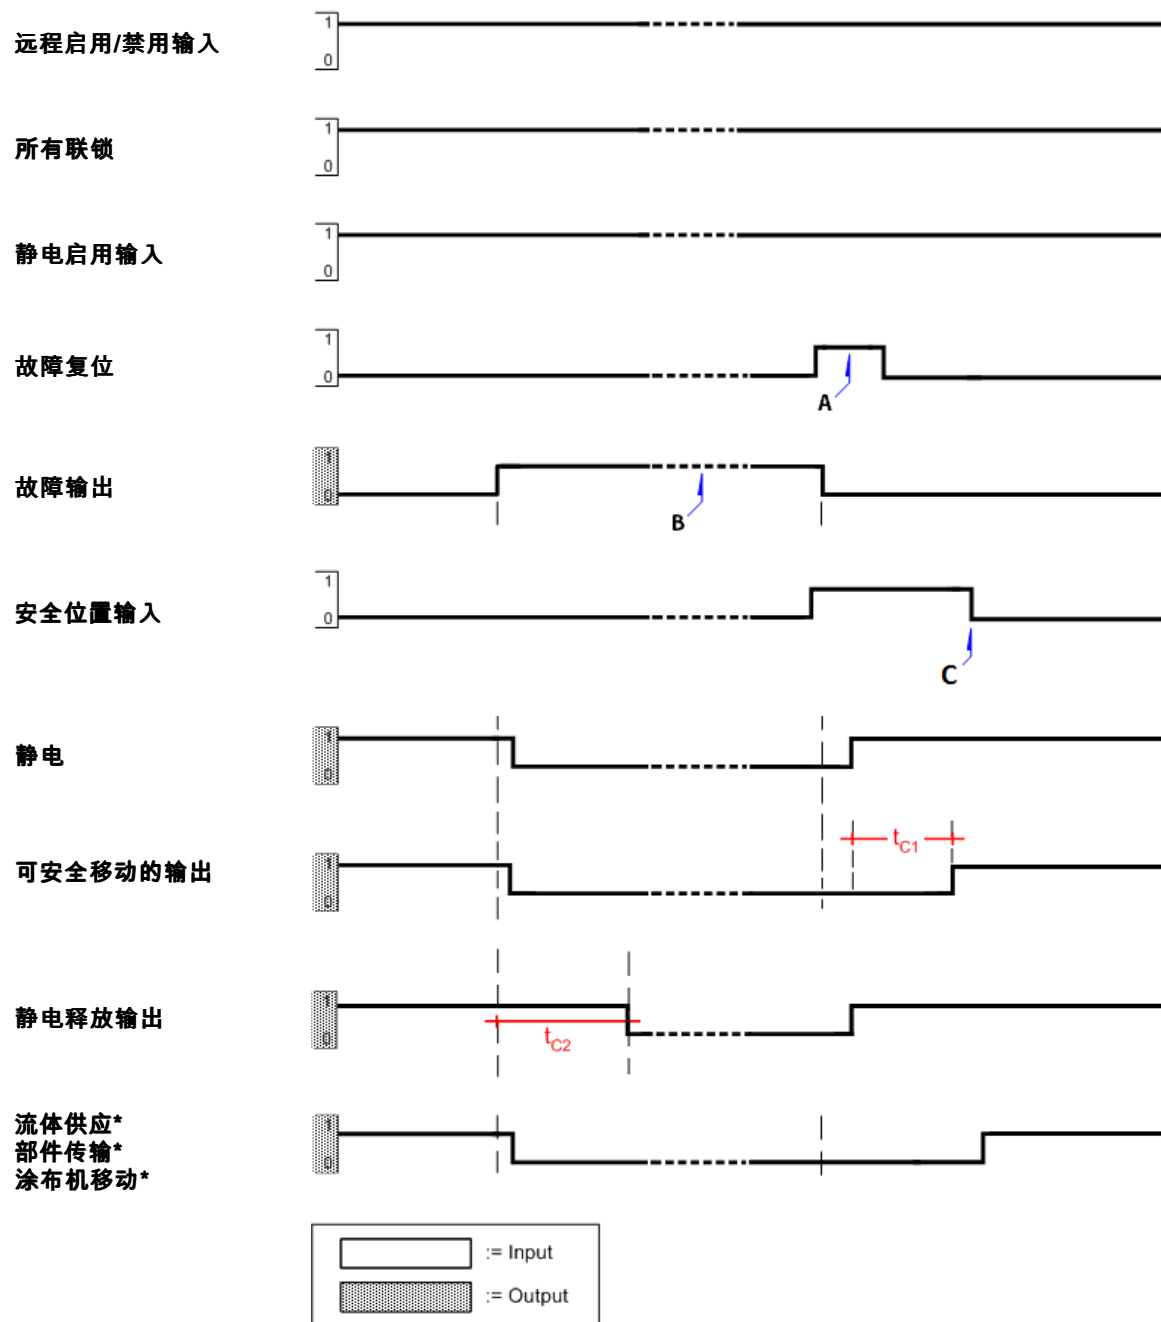 远程启用/禁用输入
1
0
所有联锁
1
0
静电启用输入
1
0
故障复位
1
0
A
故障输出
1
0
B
安全位置输入
1
0
C
静电
1
0
可安全移动的输出
1
0
tC1
静电释放输出
1
0
tC2
流体供应*
部件传输*
涂布机移动*
1
0
:= Input
:= Output